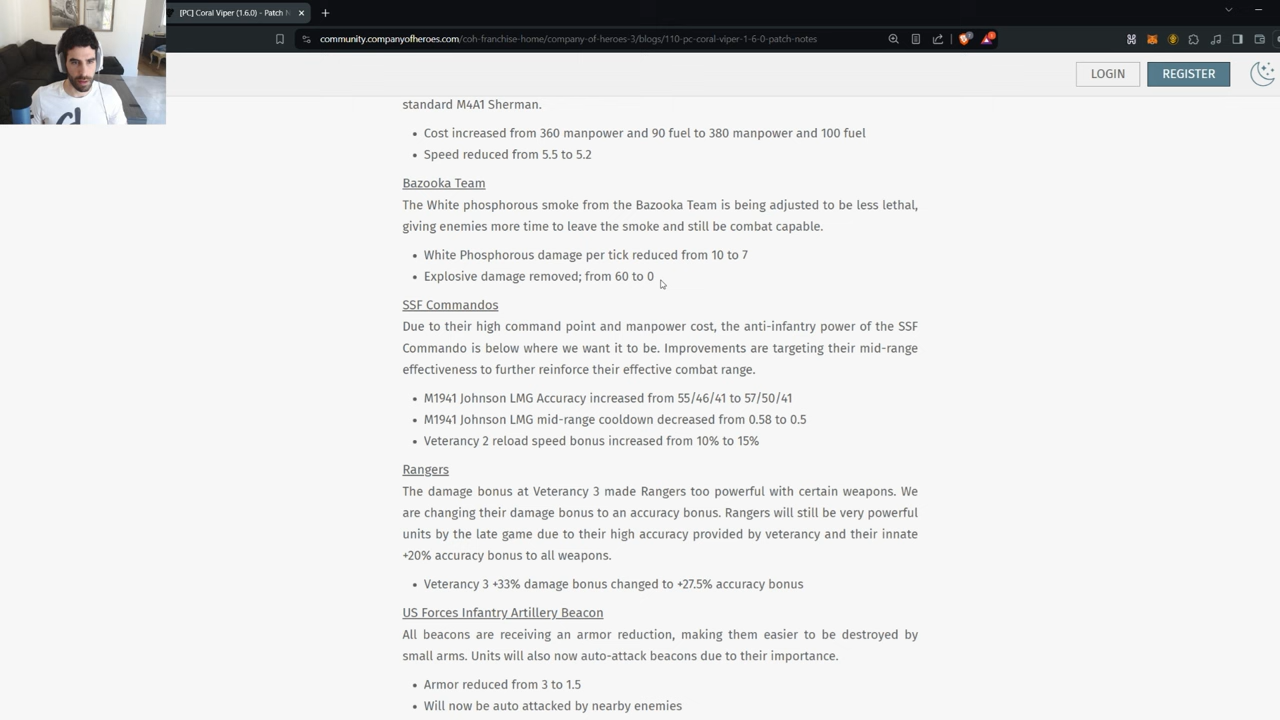 [PC] Coral Viper (1.6.0) - Patch N
community.companyofheroes.com/coh-franchise-home/company-of-heroes-3/blogs/110-pc-coral-viper-1-6-0-patch-notes
LOGIN
REGISTER
standard M4A1 Sherman.
• Cost increased from 360 manpower and 90 fuel to 380 manpower and 100 fuel
• Speed reduced from 5.5 to 5.2
Bazooka Team
The White phosphorous smoke from the Bazooka Team is being adjusted to be less lethal,
giving enemies more time to leave the smoke and still be combat capable.
• White Phosphorous damage per tick reduced from 10 to 7
• Explosive damage removed; from 60 to 0
SSF Commandos
Due to their high command point and manpower cost, the anti-infantry power of the SSF
Commando is below where we want it to be. Improvements are targeting their mid-range
effectiveness to further reinforce their effective combat range.
• M1941 Johnson LMG Accuracy increased from 55/46/41 to 57/50/41
• M1941 Johnson LMG mid-range cooldown decreased from 0.58 to 0.5
• Veterancy 2 reload speed bonus increased from 10% to 15%
Rangers
The damage bonus at Veterancy 3 made Rangers too powerful with certain weapons. We
are changing their damage bonus to an accuracy bonus. Rangers will still be very powerful
units by the late game due to their high accuracy provided by veterancy and their innate
+20% accuracy bonus to all weapons.
• Veterancy 3 +33% damage bonus changed to +27.5% accuracy bonus
US Forces Infantry Artillery Beacon
All beacons are receiving an armor reduction, making them easier to be destroyed by
small arms. Units will also now auto-attack beacons due to their importance.
• Armor reduced from 3 to 1.5
• Will now be auto attacked by nearby enemies